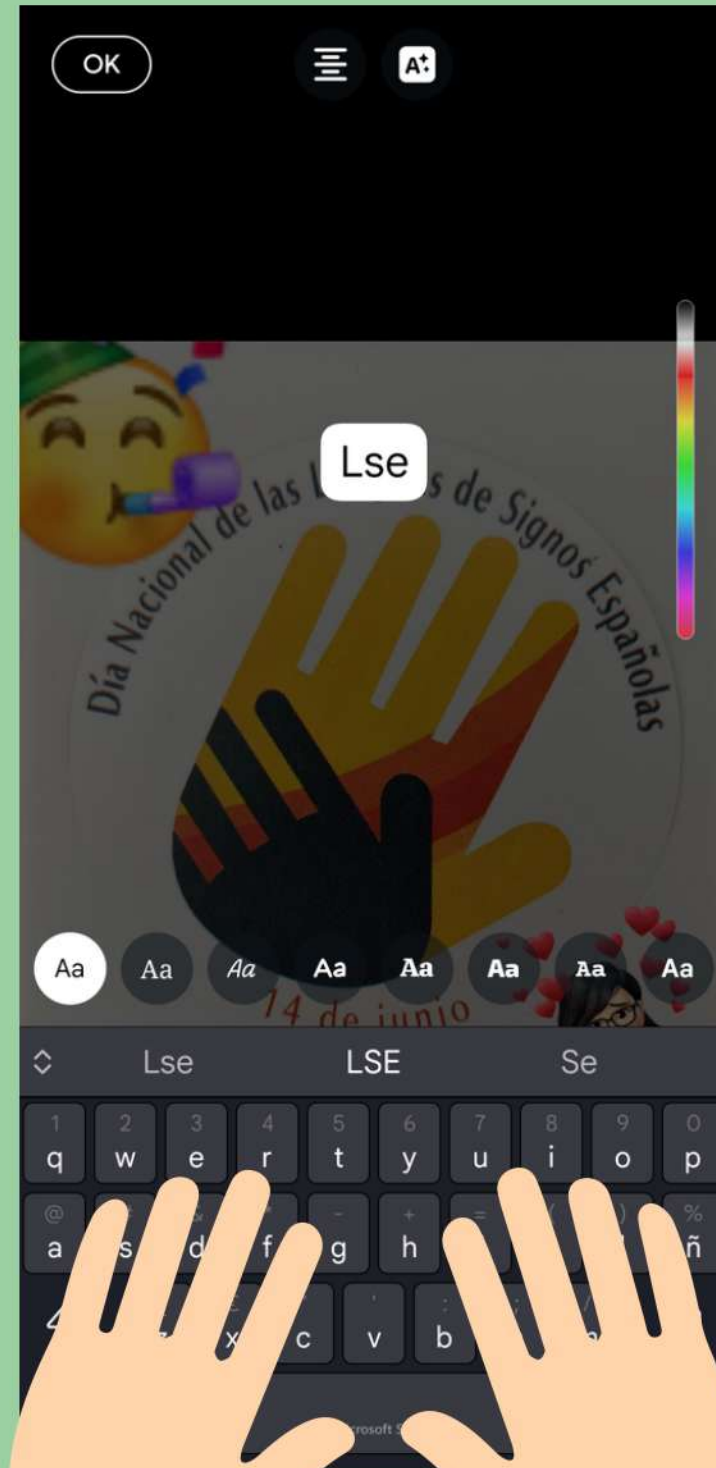 OK
A
Lse
Día Nacional de las L s de Signos Españolas
Aa Aa Aa Aa Aa Aa Aa Aa
14 de junio
Lse LSE Se
1 2 3 4 5 6 7 8 9 0
q w e r t y u i o p
@ & * - + = ( ) %
a s d f g h ñ
' : ; /
z x c v b n
crosoft S